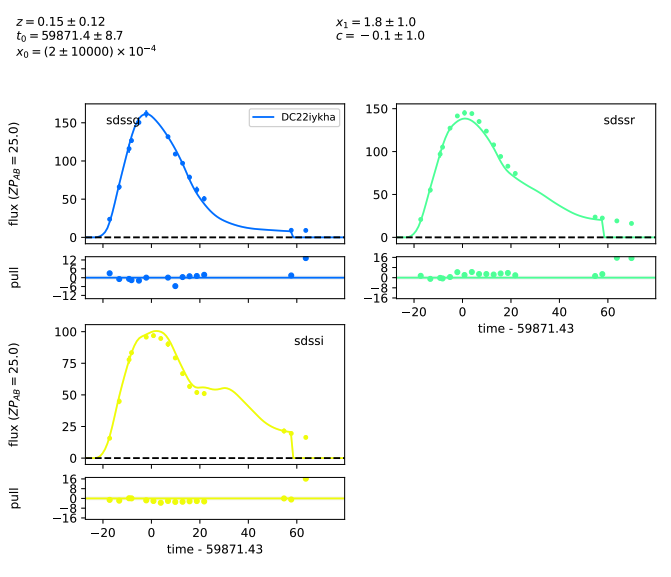 z = 0.15 ± 0.12
t₀ = 59871.4 ± 8.7
x₀ = (2 ± 10000) × 10⁻⁴
x₁ = 1.8 ± 1.0
c = −0.1 ± 1.0
sdssg
DC22iykha
flux (ZP_AB = 25.0)
150
100
50
0
pull
12
6
0
−6
−12
sdssr
150
100
50
0
16
8
0
−8
−16
−20 0 20 40 60
time - 59871.43
sdssi
flux (ZP_AB = 25.0)
100
75
50
25
0
pull
16
8
0
−8
−16
−20 0 20 40 60
time - 59871.43